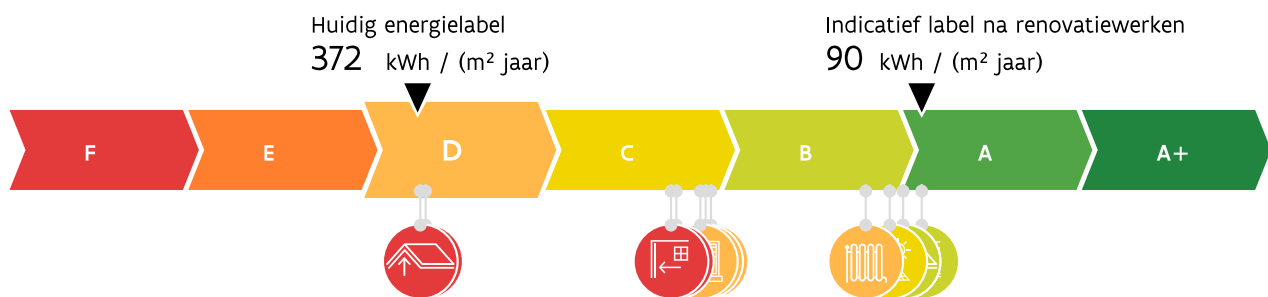 Huidig energielabel
372 kWh / (m² jaar)
Indicatief label na renovatiewerken
90 kWh / (m² jaar)
F E D C B A A+